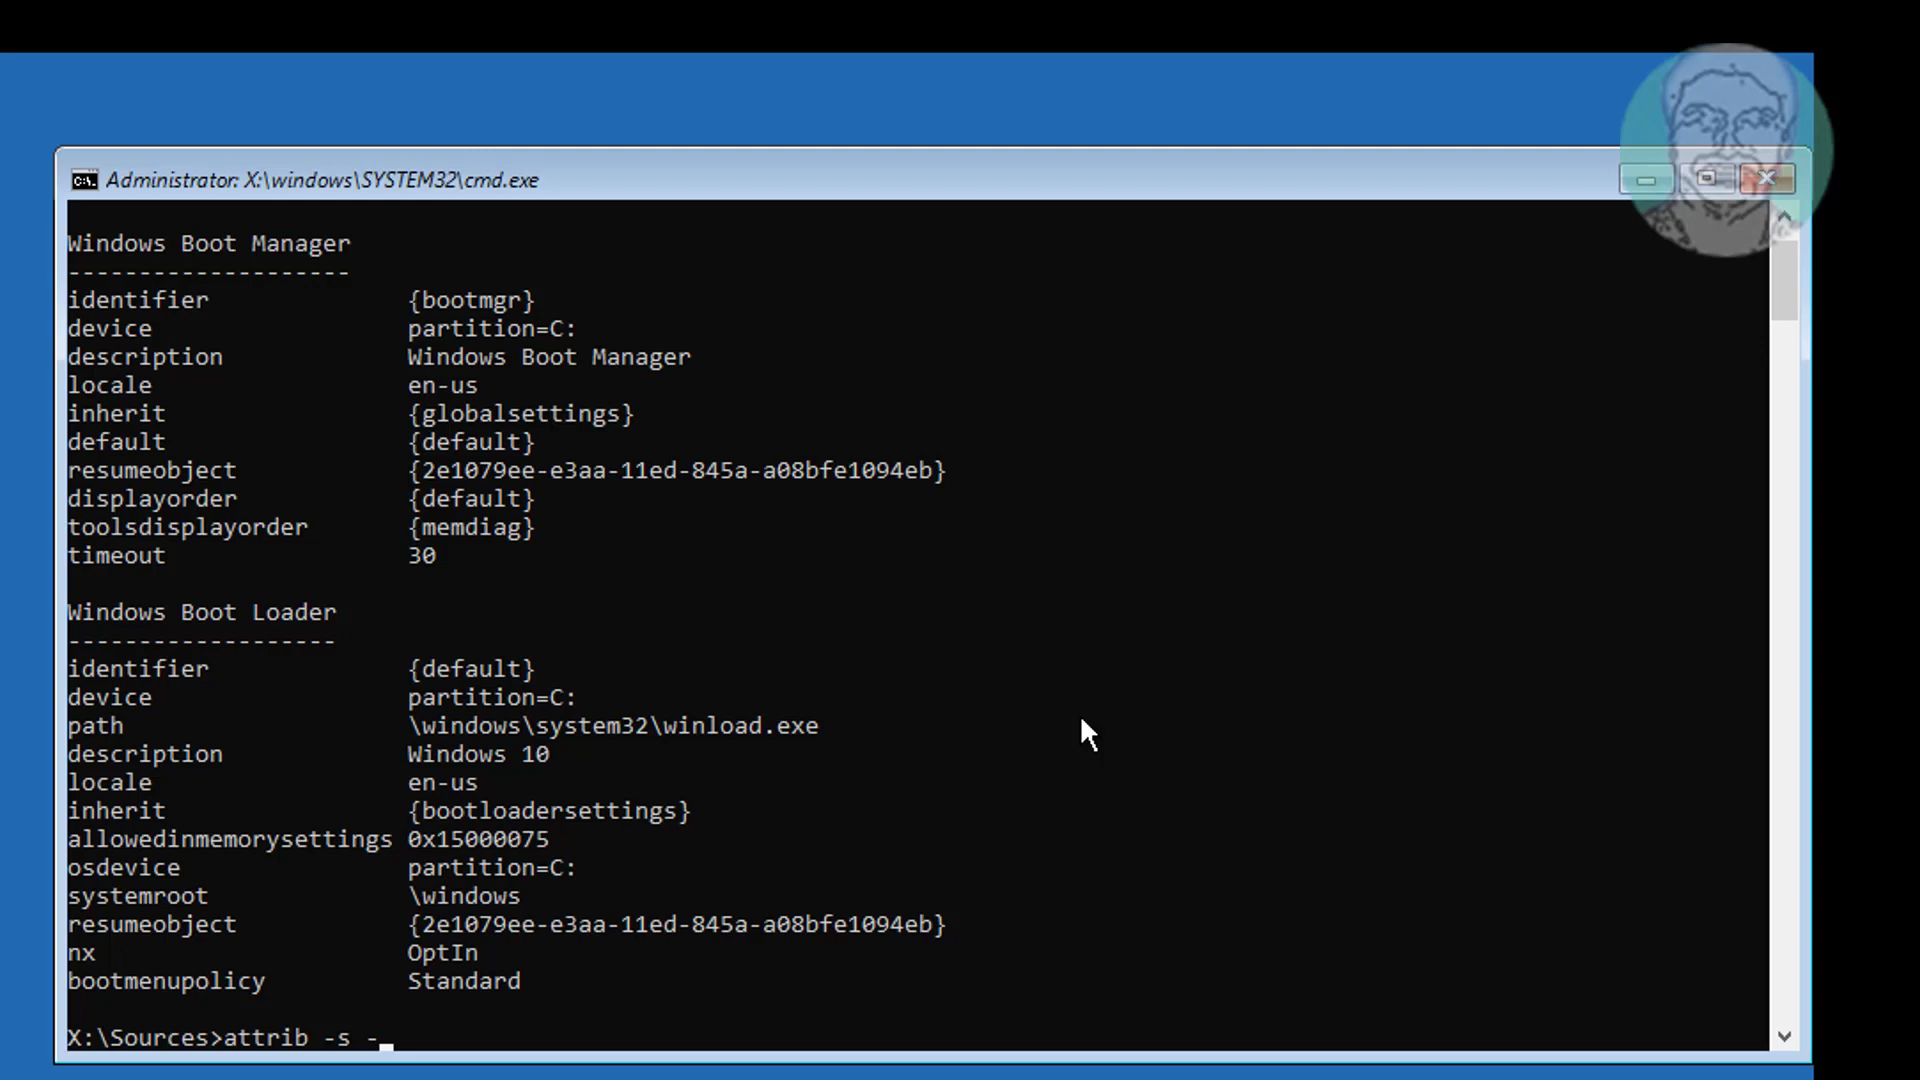 Administrator: X:\windows\SYSTEM32\cmd.exe
Windows Boot Manager
--------------------
identifier              {bootmgr}
device                  partition=C:
description             Windows Boot Manager
locale                  en-us
inherit                 {globalsettings}
default                 {default}
resumeobject            {2e1079ee-e3aa-11ed-845a-a08bfe1094eb}
displayorder            {default}
toolsdisplayorder       {memdiag}
timeout                 30
Windows Boot Loader
-------------------
identifier              {default}
device                  partition=C:
path                    \windows\system32\winload.exe
description             Windows 10
locale                  en-us
inherit                 {bootloadersettings}
allowedinmemorysettings 0x15000075
osdevice                partition=C:
systemroot              \windows
resumeobject            {2e1079ee-e3aa-11ed-845a-a08bfe1094eb}
nx                      OptIn
bootmenupolicy          Standard
X:\Sources>attrib -s -